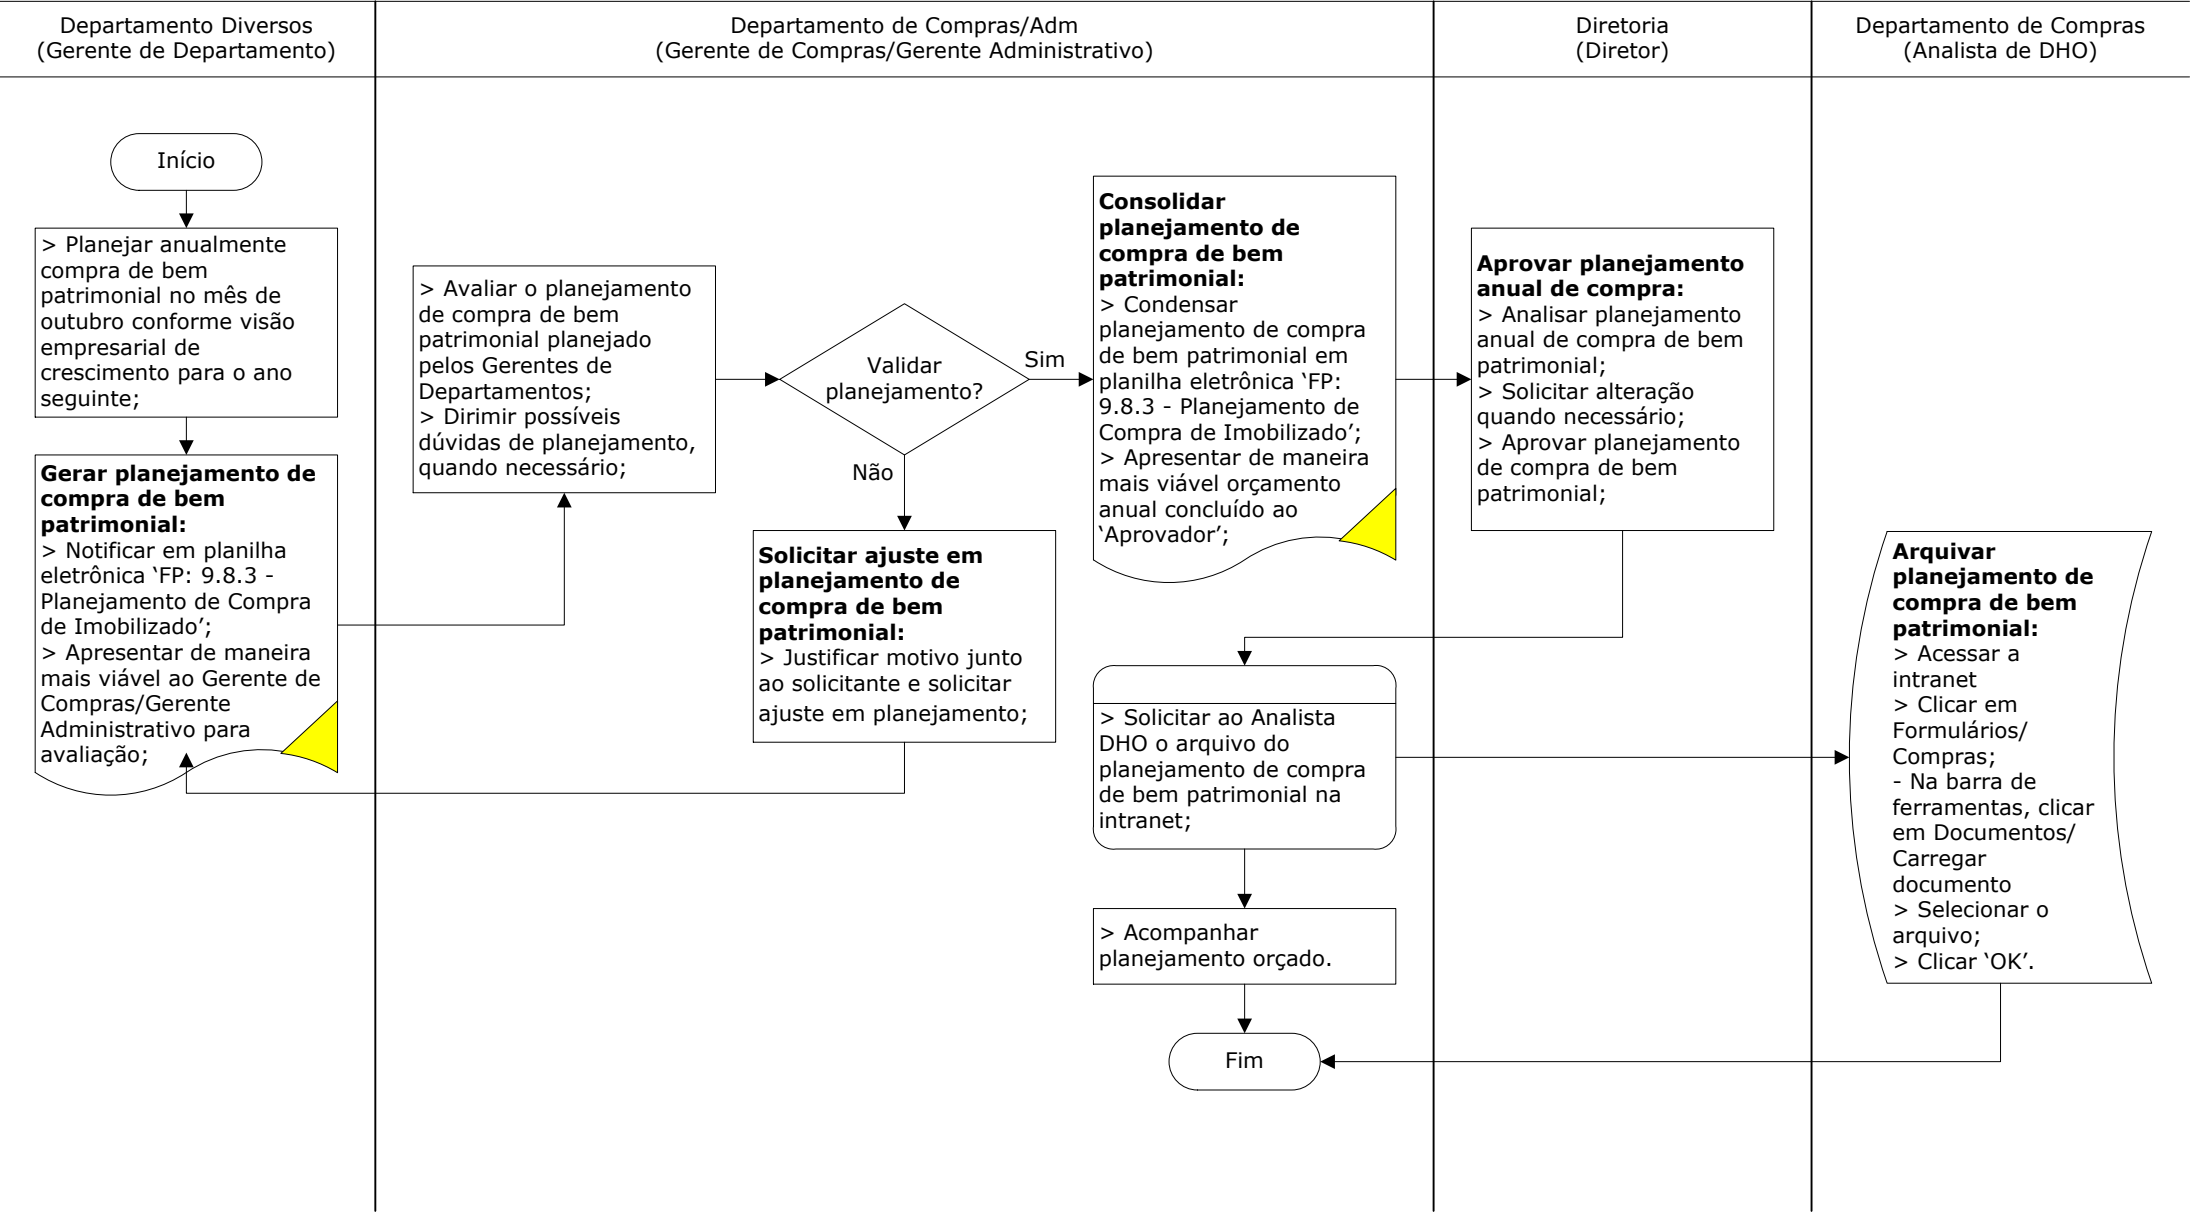 Departamento Diversos
(Gerente de Departamento)
Departamento de Compras/Adm
(Gerente de Compras/Gerente Administrativo)
Diretoria
(Diretor)
Departamento de Compras
(Analista de DHO)
Início
> Planejar anualmente
compra de bem
patrimonial no mês de
outubro conforme visão
empresarial de
crescimento para o ano
seguinte;
Gerar planejamento de
compra de bem
patrimonial:
> Notificar em planilha
eletrônica ‘FP: 9.8.3 -
Planejamento de Compra
de Imobilizado’;
> Apresentar de maneira
mais viável ao Gerente de
Compras/Gerente
Administrativo para
avaliação;
> Avaliar o planejamento
de compra de bem
patrimonial planejado
pelos Gerentes de
Departamentos;
> Dirimir possíveis
dúvidas de planejamento,
quando necessário;
Validar
planejamento?
Sim
Não
Solicitar ajuste em
planejamento de
compra de bem
patrimonial:
> Justificar motivo junto
ao solicitante e solicitar
ajuste em planejamento;
Consolidar
planejamento de
compra de bem
patrimonial:
> Condensar
planejamento de compra
de bem patrimonial em
planilha eletrônica ‘FP:
9.8.3 - Planejamento de
Compra de Imobilizado’;
> Apresentar de maneira
mais viável orçamento
anual concluído ao
‘Aprovador’;
Aprovar planejamento
anual de compra:
> Analisar planejamento
anual de compra de bem
patrimonial;
> Solicitar alteração
quando necessário;
> Aprovar planejamento
de compra de bem
patrimonial;
> Solicitar ao Analista
DHO o arquivo do
planejamento de compra
de bem patrimonial na
intranet;
> Acompanhar
planejamento orçado.
Fim
Arquivar
planejamento de
compra de bem
patrimonial:
> Acessar a
intranet
> Clicar em
Formulários/
Compras;
- Na barra de
ferramentas, clicar
em Documentos/
Carregar
documento
> Selecionar o
arquivo;
> Clicar ‘OK’.